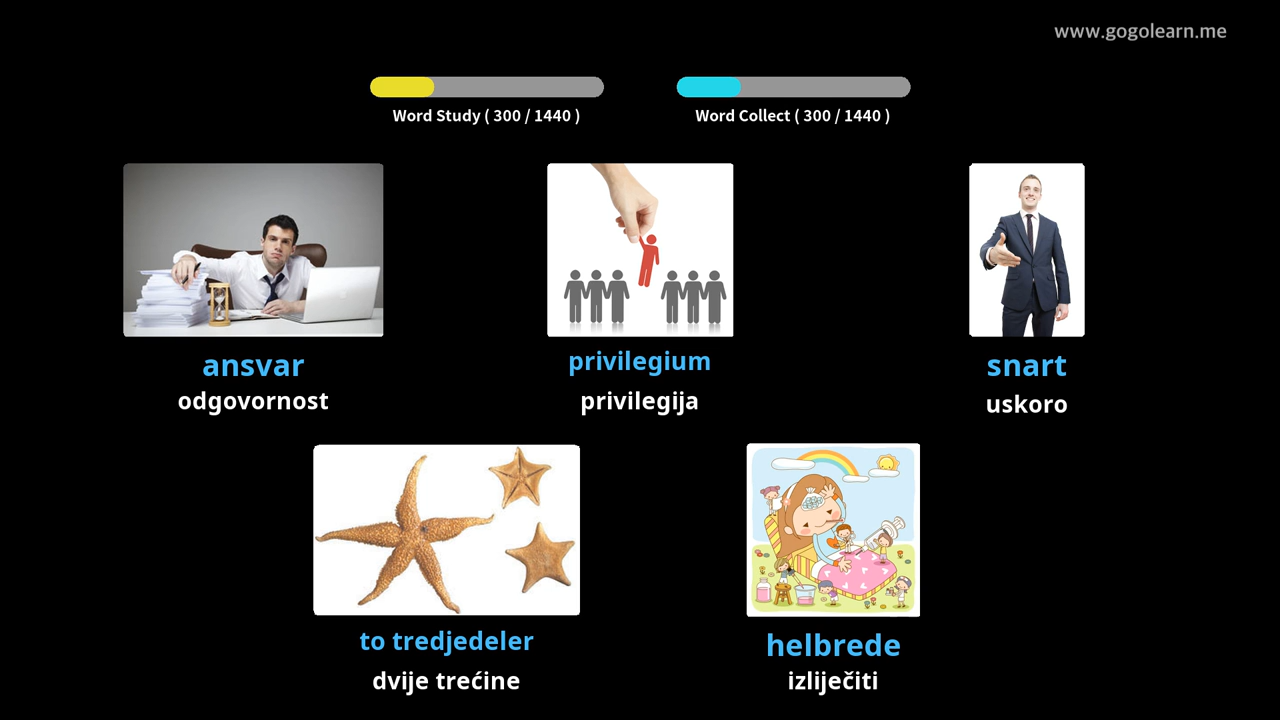 www.gogolearn.me
Word Study ( 300 / 1440 )
Word Collect ( 300 / 1440 )
ansvar
odgovornost
privilegium
privilegija
snart
uskoro
to tredjedeler
dvije trećine
helbrede
izliječiti